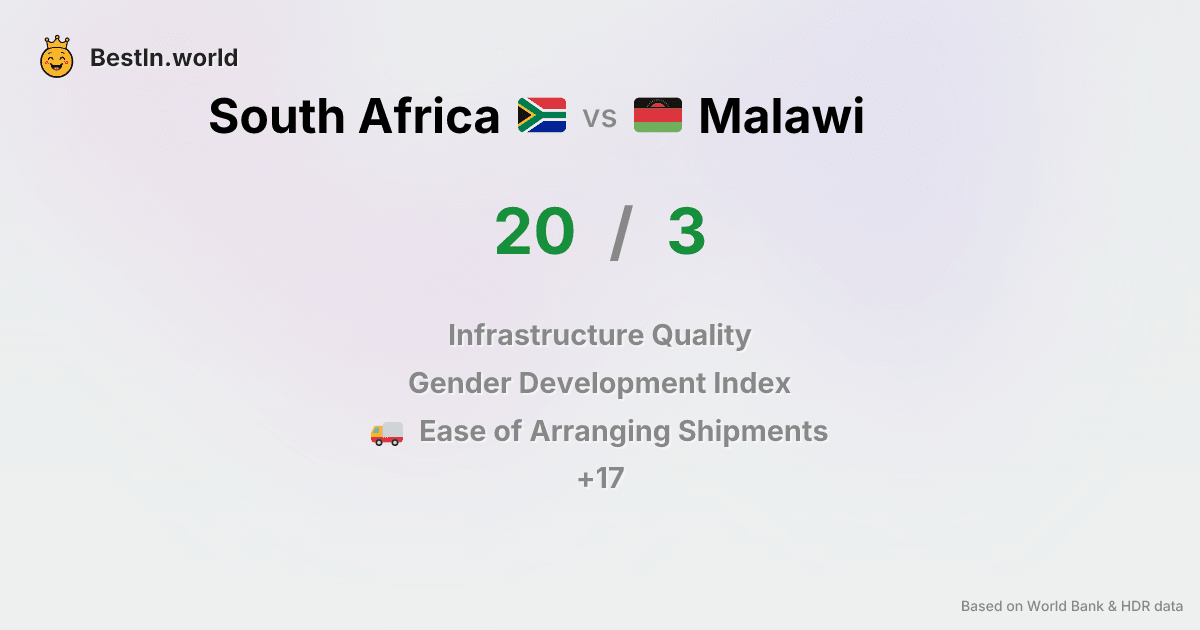 BestIn.world
South Africa vs Malawi
20 / 3
Infrastructure Quality
Gender Development Index
Ease of Arranging Shipments
+17
Based on World Bank & HDR data